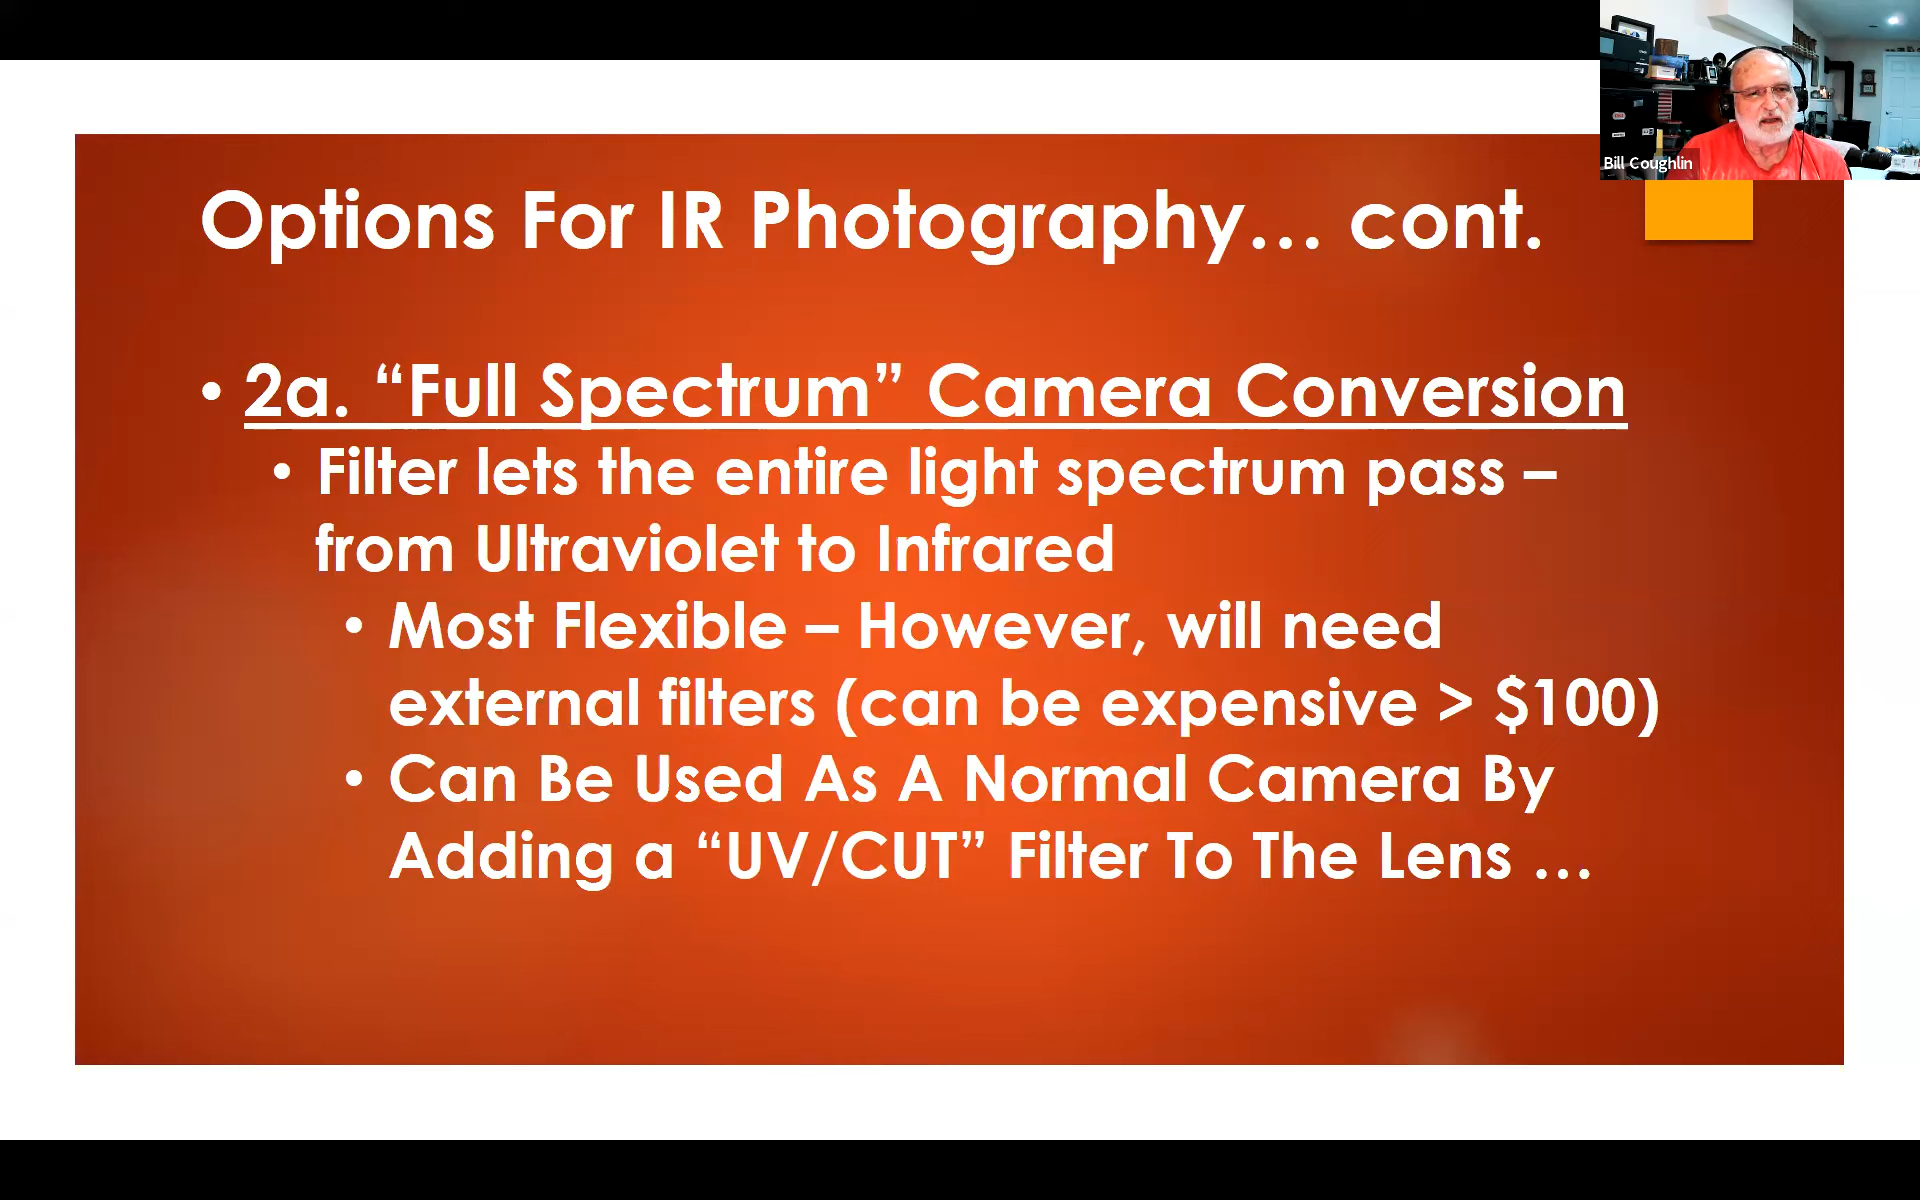 Bill Coughlin
Options For IR Photography… cont.
• 2a. “Full Spectrum” Camera Conversion
• Filter lets the entire light spectrum pass –
from Ultraviolet to Infrared
• Most Flexible – However, will need
external filters (can be expensive > $100)
• Can Be Used As A Normal Camera By
Adding a “UV/CUT” Filter To The Lens …